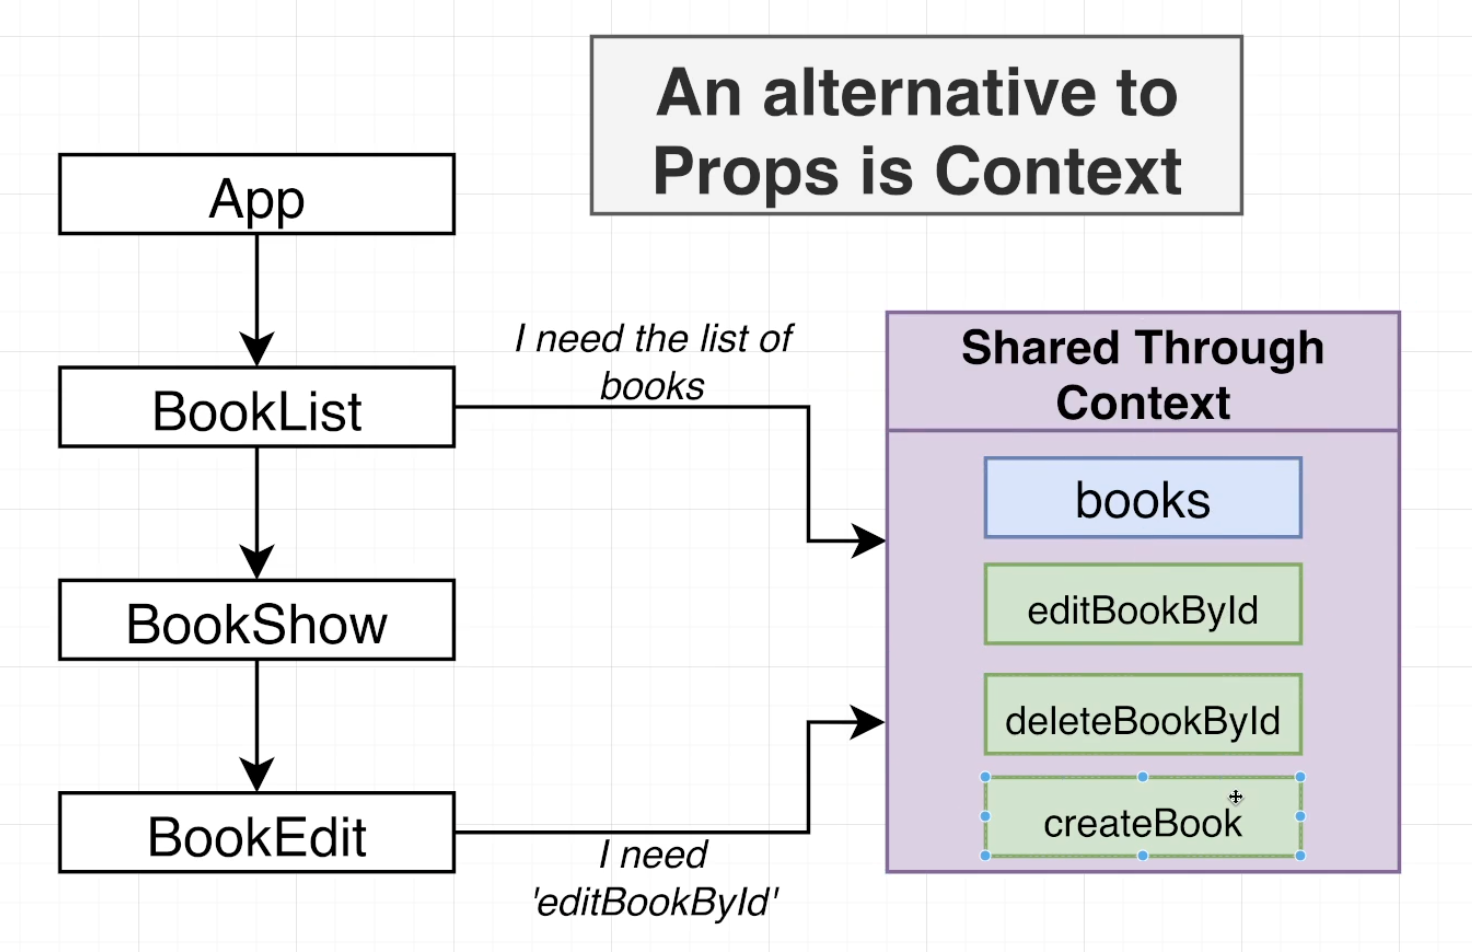 An alternative to
Props is Context
App
I need the list of
books
BookList
Shared Through
Context
books
editBookById
BookShow
deleteBookById
createBook
BookEdit
I need
'editBookById'